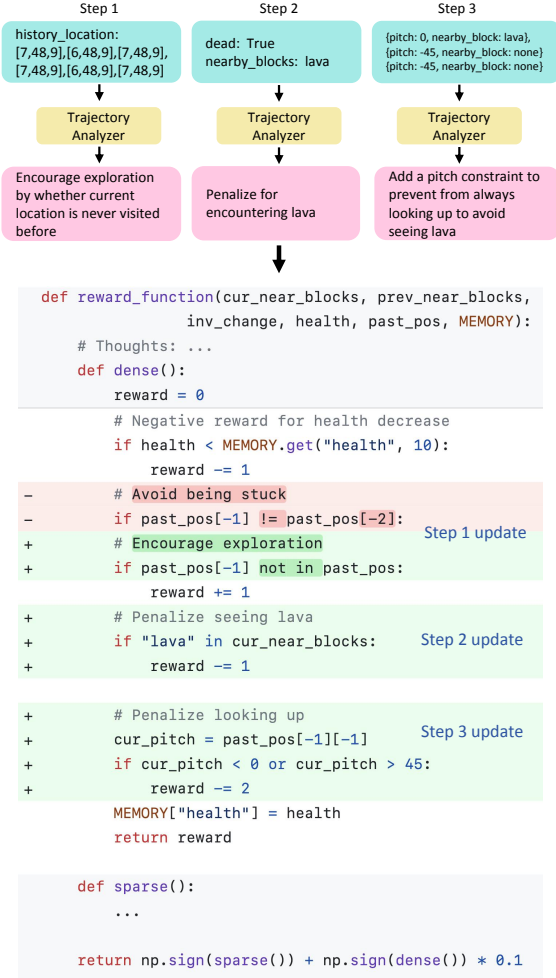 Step 1
history_location:
[7,48,9],[6,48,9],[7,48,9],
[7,48,9],[6,48,9],[7,48,9]
Trajectory
Analyzer
Encourage exploration
by whether current
location is never visited
before
Step 2
dead: True
nearby_blocks: lava
Trajectory
Analyzer
Penalize for
encountering lava
Step 3
{pitch: 0, nearby_block: lava},
{pitch: -45, nearby_block: none}
{pitch: -45, nearby_block: none}
Trajectory
Analyzer
Add a pitch constraint to
prevent from always
looking up to avoid
seeing lava
def reward_function(cur_near_blocks, prev_near_blocks,
inv_change, health, past_pos, MEMORY):
# Thoughts: ...
def dense():
reward = 0
# Negative reward for health decrease
if health < MEMORY.get("health", 10):
reward -= 1
- # Avoid being stuck
- if past_pos[-1] != past_pos[-2]:
+ # Encourage exploration
Step 1 update
+ if past_pos[-1] not in past_pos:
reward += 1
+ # Penalize seeing lava
+ if "lava" in cur_near_blocks: Step 2 update
+ reward -= 1
+ # Penalize looking up
+ cur_pitch = past_pos[-1][-1] Step 3 update
+ if cur_pitch < 0 or cur_pitch > 45:
+ reward -= 2
MEMORY["health"] = health
return reward
def sparse():
...
return np.sign(sparse()) + np.sign(dense()) * 0.1